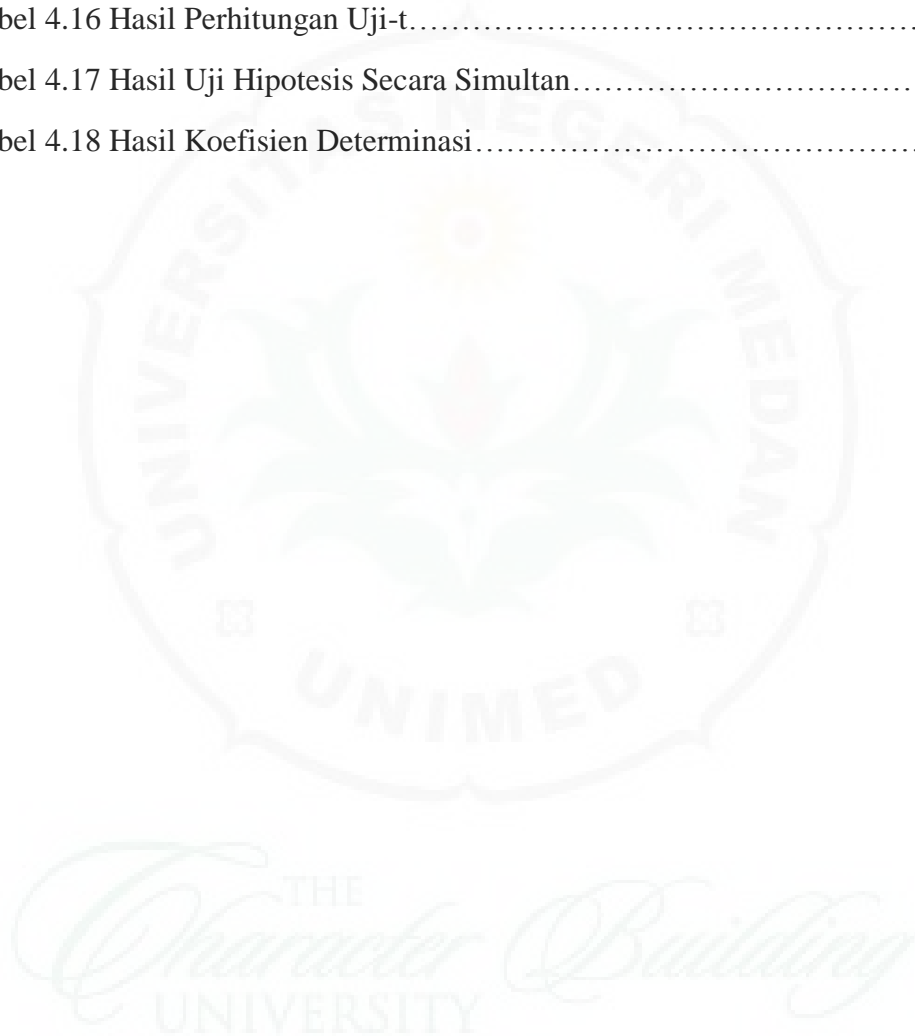 bel 4.16 Hasil Perhitungan Uji-t……………………………………………
bel 4.17 Hasil Uji Hipotesis Secara Simultan……………………………
bel 4.18 Hasil Koefisien Determinasi……………………………………
UNIVERSITAS NEGERI MEDAN
UNIMED
THE
Character Building
UNIVERSITY